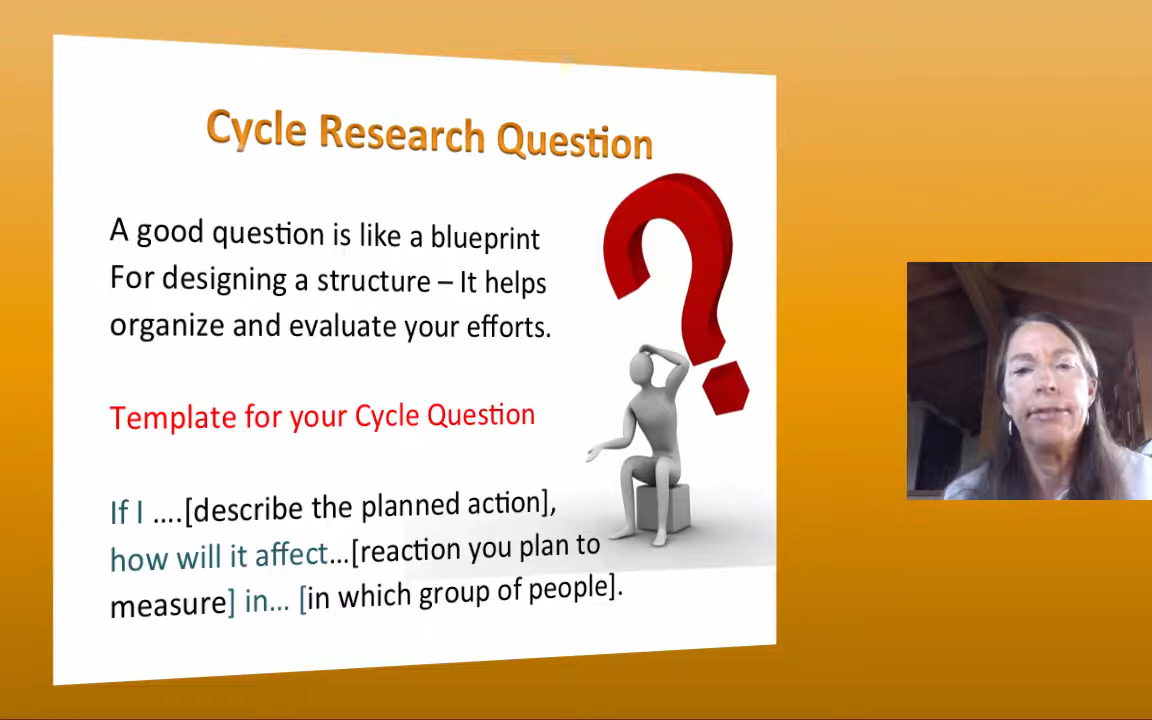 Cycle Research Question
A good question is like a blueprint
For designing a structure – It helps
organize and evaluate your efforts.
Template for your Cycle Question
If I ….[describe the planned action],
how will it affect…[reaction you plan to
measure] in… [in which group of people].